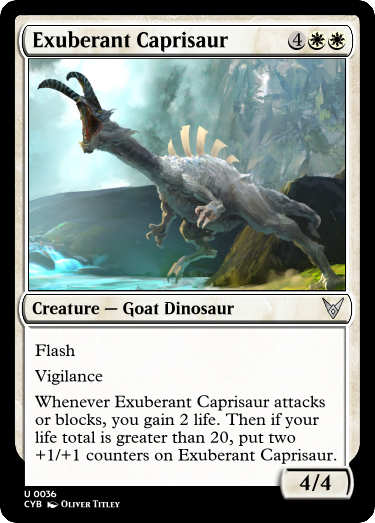 Exuberant Caprisaur 4
Creature — Goat Dinosaur
Flash
Vigilance
Whenever Exuberant Caprisaur attacks
or blocks, you gain 2 life. Then if your
life total is greater than 20, put two
+1/+1 counters on Exuberant Caprisaur.
4/4
U 0036
CYB Oliver Titley